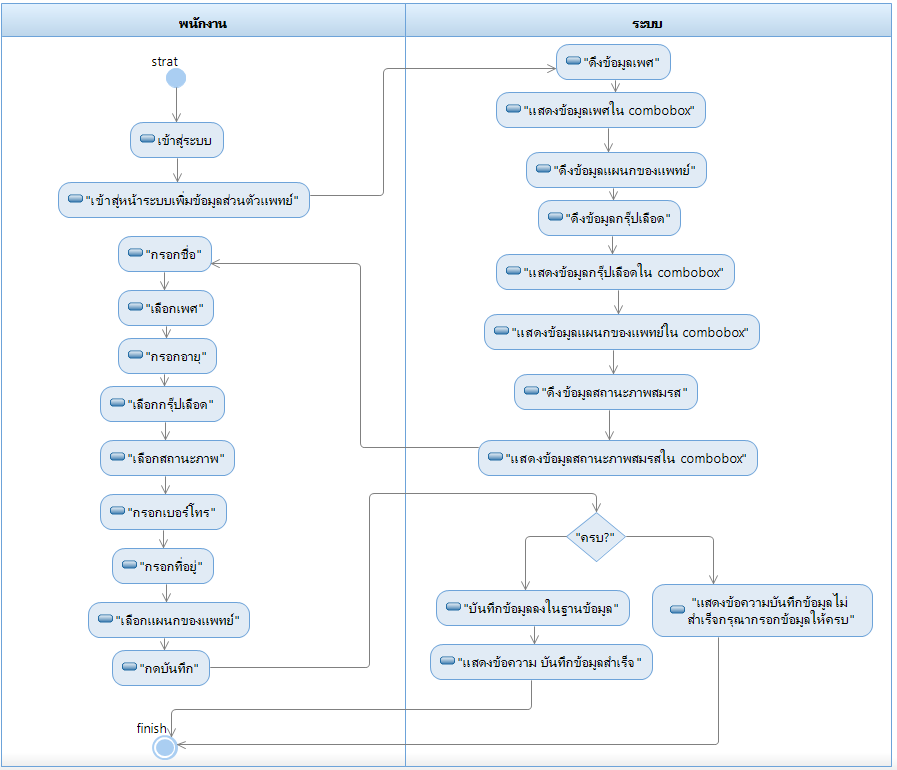 พนักงาน
ระบบ
strat
เข้าสู่ระบบ
"เข้าสู่หน้าระบบเพิ่มข้อมูลส่วนตัวแพทย์"
"ดึงข้อมูลเพศ"
"แสดงข้อมูลเพศใน combobox"
"ดึงข้อมูลแผนกของแพทย์"
"ดึงข้อมูลกรุ๊ปเลือด"
"แสดงข้อมูลกรุ๊ปเลือดใน combobox"
"แสดงข้อมูลแผนกของแพทย์ใน combobox"
"ดึงข้อมูลสถานะภาพสมรส"
"แสดงข้อมูลสถานะภาพสมรสใน combobox"
"กรอกชื่อ"
"เลือกเพศ"
"กรอกอายุ"
"เลือกกรุ๊ปเลือด"
"เลือกสถานะภาพ"
"กรอกเบอร์โทร"
"กรอกที่อยู่"
"เลือกแผนกของแพทย์"
"กดบันทึก"
"ครบ?"
"บันทึกข้อมูลลงในฐานข้อมูล"
"แสดงข้อความ บันทึกข้อมูลสำเร็จ "
"แสดงข้อความบันทึกข้อมูลไม่
สำเร็จกรุณากรอกข้อมูลให้ครบ"
finish